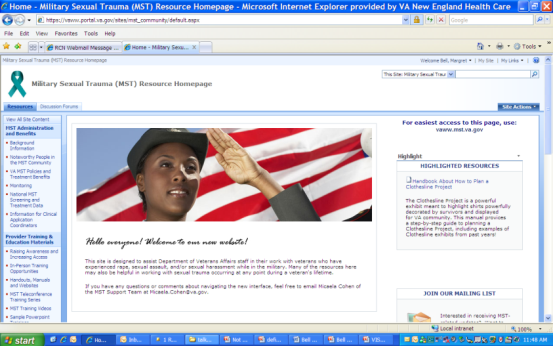 Home - Military Sexual Trauma (MST) Resource Homepage - Microsoft Internet Explorer provided by VA New England Health Care
https://vaww.portal.va.gov/sites/mst_community/default.aspx
Google
File Edit View Favorites Tools Help
RCN Webmail Message
Home - Military Sexu...
Tools
Military Sexual Trauma (MST) Resource Homepage
Welcome Bell, Margret | My Site | My Links
Military Sexual Trauma (MST) Resource Homepage
This Site: Military Sexual Traur
Resources Discussion Forums
Site Actions
View All Site Content
MST Administration and Benefits
Background Information
Noteworthy People in the MST Community
VA MST Policies and Treatment Benefits
Monitoring
National MST Screening and Treatment Data
Information for Clinical Application Coordinators
Provider Training & Education Materials
Raising Awareness and Increasing Access
In-Person Training Opportunities
Handouts, Manuals and Websites
MST Teleconference Training Series
MST Training Videos
Sample Powerpoint
Hello everyone! Welcome to our new website!
This site is designed to assist Department of Veterans Affairs staff in their work with veterans who have
experienced rape, sexual assault, and/or sexual harassment while in the military. Many of the resources here
may also be helpful in working with sexual trauma occurring at any point during a veteran's lifetime.
If you have any questions or comments about navigating the new interface, feel free to email Micaela Cohen of
the MST Support Team at Micaela.Cohen@va.gov.
For easiest access to this page, use:
vaww.mst.va.gov
Highlight
HIGHLIGHTED RESOURCES
Handbook About How to Plan a
Clothesline Project
The Clothesline Project is a powerful
exhibit meant to highlight shirts powerfully
decorated by survivors and displayed
for VA community. This manual provides
a step-by-step guide to planning a
Clothesline Project, including examples of
Clothesline exhibits from past years!
JOIN OUR MAILING LIST
Interested in receiving MST-
Local intranet
100%
start
11:48 AM